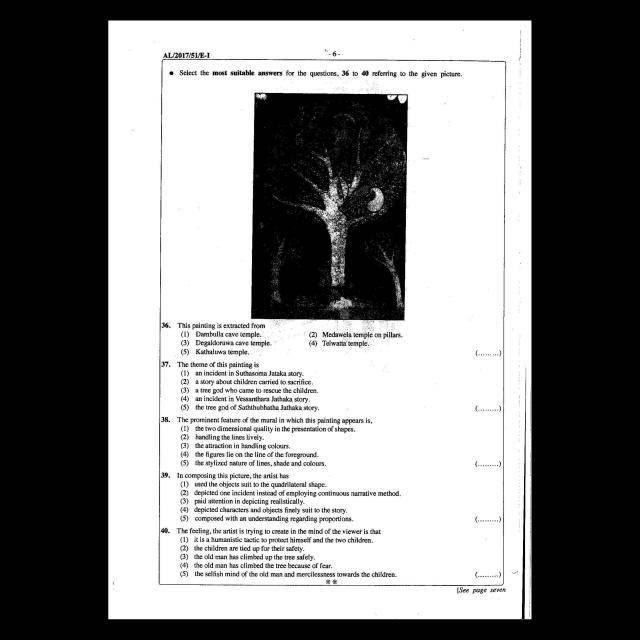 AL/2017/51/E-I
- 6 -
● Select the most suitable answers for the questions, 36 to 40 referring to the given picture.
36. This painting is extracted from
(1) Dambulla cave temple. (2) Medawela temple on pillars.
(3) Degaldoruwa cave temple. (4) Telwatta temple.
(5) Kathaluwa temple. (.........)
37. The theme of this painting is
(1) an incident in Suthasoma Jataka story.
(2) a story about children carried to sacrifice.
(3) a tree god who came to rescue the children.
(4) an incident in Vessanthara Jathaka story.
(5) the tree god of Saththubhatha Jathaka story. (.........)
38. The prominent feature of the mural in which this painting appears is,
(1) the two dimensional quality in the presentation of shapes.
(2) handling the lines lively.
(3) the attraction in handling colours.
(4) the figures lie on the line of the foreground.
(5) the stylized nature of lines, shade and colours. (.........)
39. In composing this picture, the artist has
(1) used the objects suit to the quadrilateral shape.
(2) depicted one incident instead of employing continuous narrative method.
(3) paid attention in depicting realistically.
(4) depicted characters and objects finely suit to the story.
(5) composed with an understanding regarding proportions. (.........)
40. The feeling, the artist is trying to create in the mind of the viewer is that
(1) it is a humanistic tactic to protect himself and the two children.
(2) the children are tied up for their safety.
(3) the old man has climbed up the tree safely.
(4) the old man has climbed the tree because of fear.
(5) the selfish mind of the old man and mercilessness towards the children. (.........)
**
[See page seven